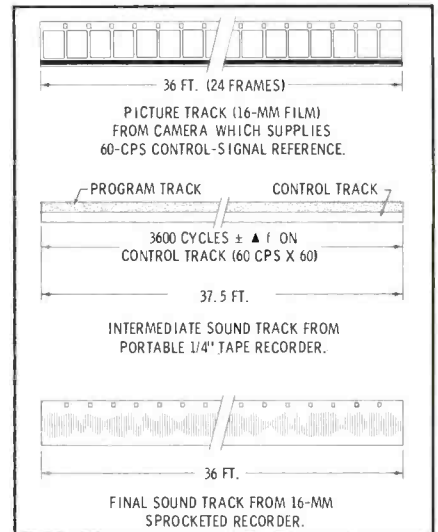 36 FT. (24 FRAMES)
PICTURE TRACK (16-MM FILM)
FROM CAMERA WHICH SUPPLIES
60-CPS CONTROL-SIGNAL REFERENCE.
PROGRAM TRACK CONTROL TRACK
3600 CYCLES ± ▲ f ON
CONTROL TRACK (60 CPS X 60)
37.5 FT.
INTERMEDIATE SOUND TRACK FROM
PORTABLE 1/4" TAPE RECORDER.
36 FT.
FINAL SOUND TRACK FROM 16-MM
SPROCKETED RECORDER.